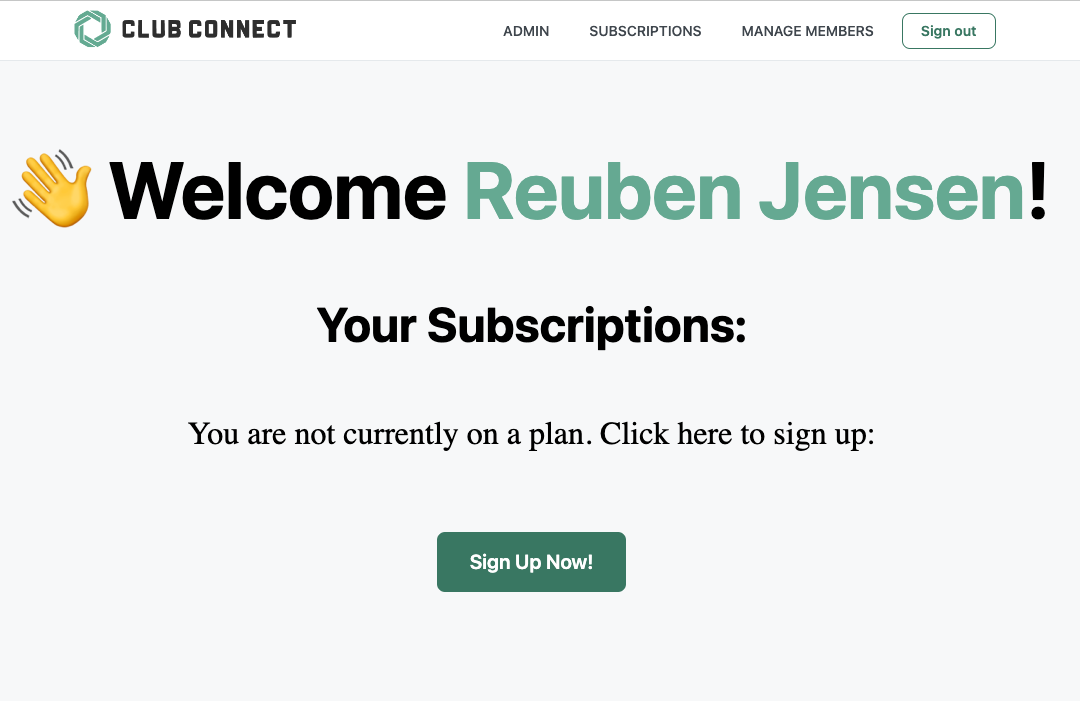 CLUB CONNECT
ADMIN SUBSCRIPTIONS MANAGE MEMBERS Sign out
Welcome Reuben Jensen!
Your Subscriptions:
You are not currently on a plan. Click here to sign up:
Sign Up Now!